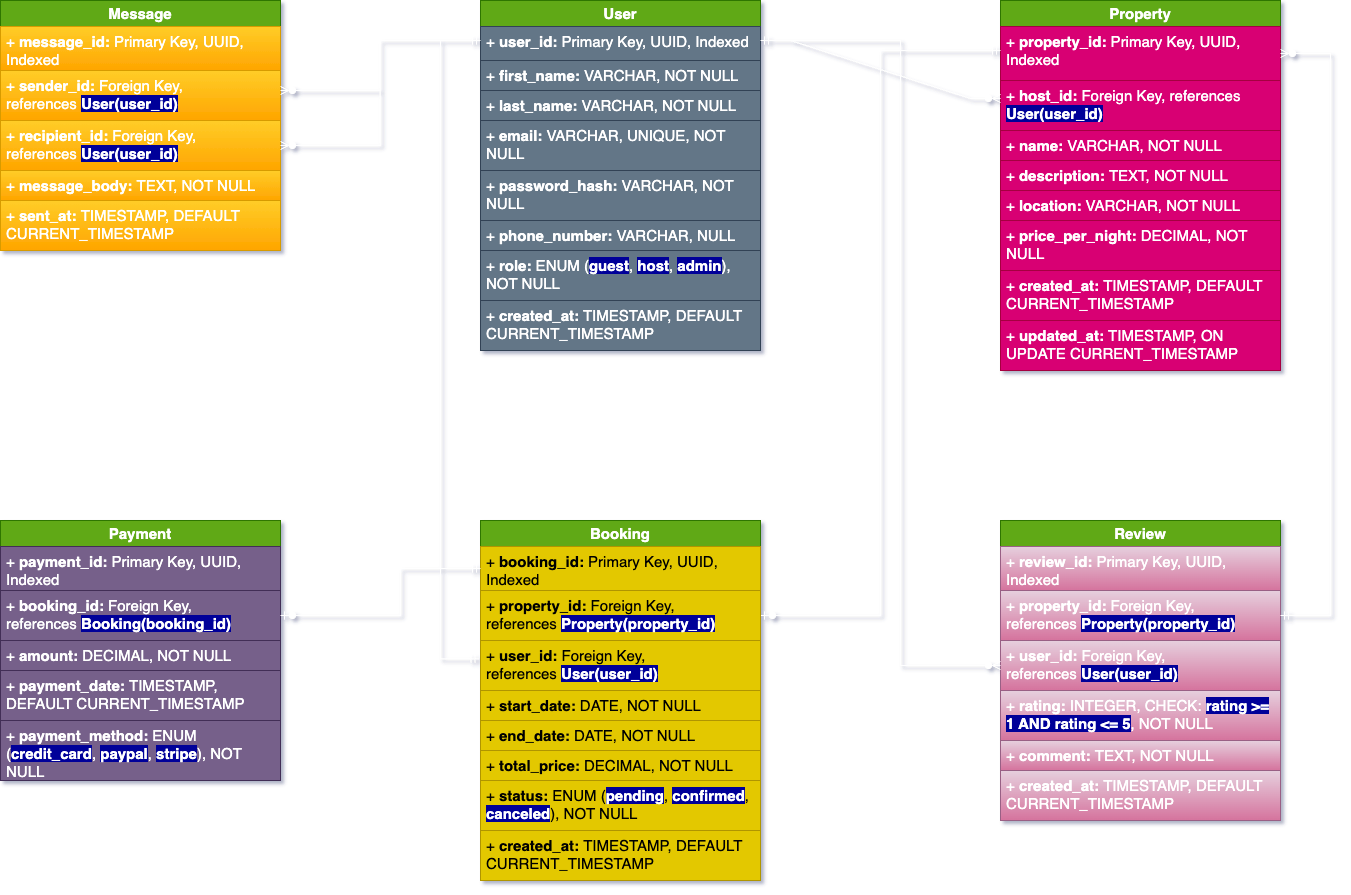 Message
+ message_id: Primary Key, UUID,
Indexed
+ sender_id: Foreign Key,
references User(user_id)
+ recipient_id: Foreign Key,
references User(user_id)
+ message_body: TEXT, NOT NULL
+ sent_at: TIMESTAMP, DEFAULT
CURRENT_TIMESTAMP
User
+ user_id: Primary Key, UUID, Indexed
+ first_name: VARCHAR, NOT NULL
+ last_name: VARCHAR, NOT NULL
+ email: VARCHAR, UNIQUE, NOT
NULL
+ password_hash: VARCHAR, NOT
NULL
+ phone_number: VARCHAR, NULL
+ role: ENUM (guest, host, admin),
NOT NULL
+ created_at: TIMESTAMP, DEFAULT
CURRENT_TIMESTAMP
Property
+ property_id: Primary Key, UUID,
Indexed
+ host_id: Foreign Key, references
User(user_id)
+ name: VARCHAR, NOT NULL
+ description: TEXT, NOT NULL
+ location: VARCHAR, NOT NULL
+ price_per_night: DECIMAL, NOT
NULL
+ created_at: TIMESTAMP, DEFAULT
CURRENT_TIMESTAMP
+ updated_at: TIMESTAMP, ON
UPDATE CURRENT_TIMESTAMP
Payment
+ payment_id: Primary Key, UUID,
Indexed
+ booking_id: Foreign Key,
references Booking(booking_id)
+ amount: DECIMAL, NOT NULL
+ payment_date: TIMESTAMP,
DEFAULT CURRENT_TIMESTAMP
+ payment_method: ENUM
(credit_card, paypal, stripe), NOT
NULL
Booking
+ booking_id: Primary Key, UUID,
Indexed
+ property_id: Foreign Key,
references Property(property_id)
+ user_id: Foreign Key,
references User(user_id)
+ start_date: DATE, NOT NULL
+ end_date: DATE, NOT NULL
+ total_price: DECIMAL, NOT NULL
+ status: ENUM (pending, confirmed,
canceled), NOT NULL
+ created_at: TIMESTAMP, DEFAULT
CURRENT_TIMESTAMP
Review
+ review_id: Primary Key, UUID,
Indexed
+ property_id: Foreign Key,
references Property(property_id)
+ user_id: Foreign Key,
references User(user_id)
+ rating: INTEGER, CHECK: rating >=
1 AND rating <= 5, NOT NULL
+ comment: TEXT, NOT NULL
+ created_at: TIMESTAMP, DEFAULT
CURRENT_TIMESTAMP